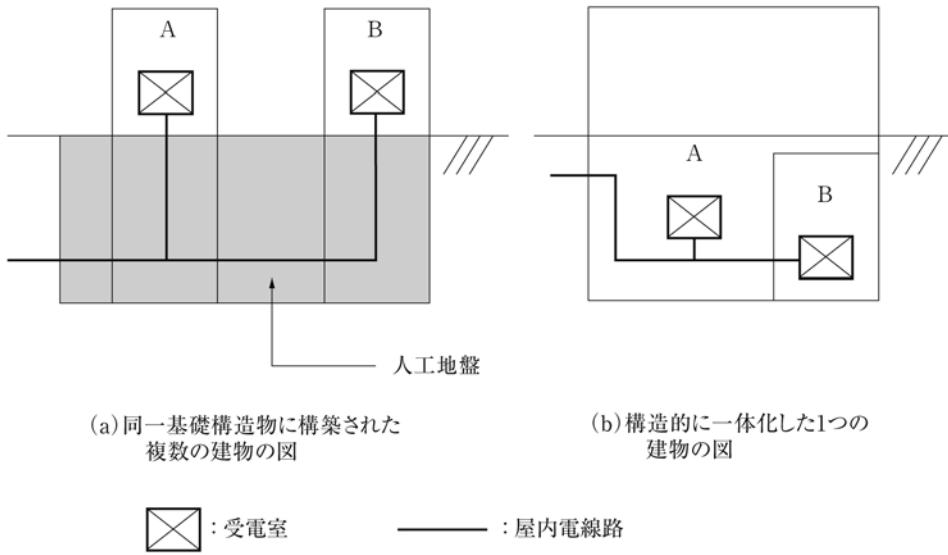 A
B
A
B
人工地盤
(a)同一基礎構造物に構築された
複数の建物の図
(b)構造的に一体化した1つの
建物の図
：受電室
：屋内電線路